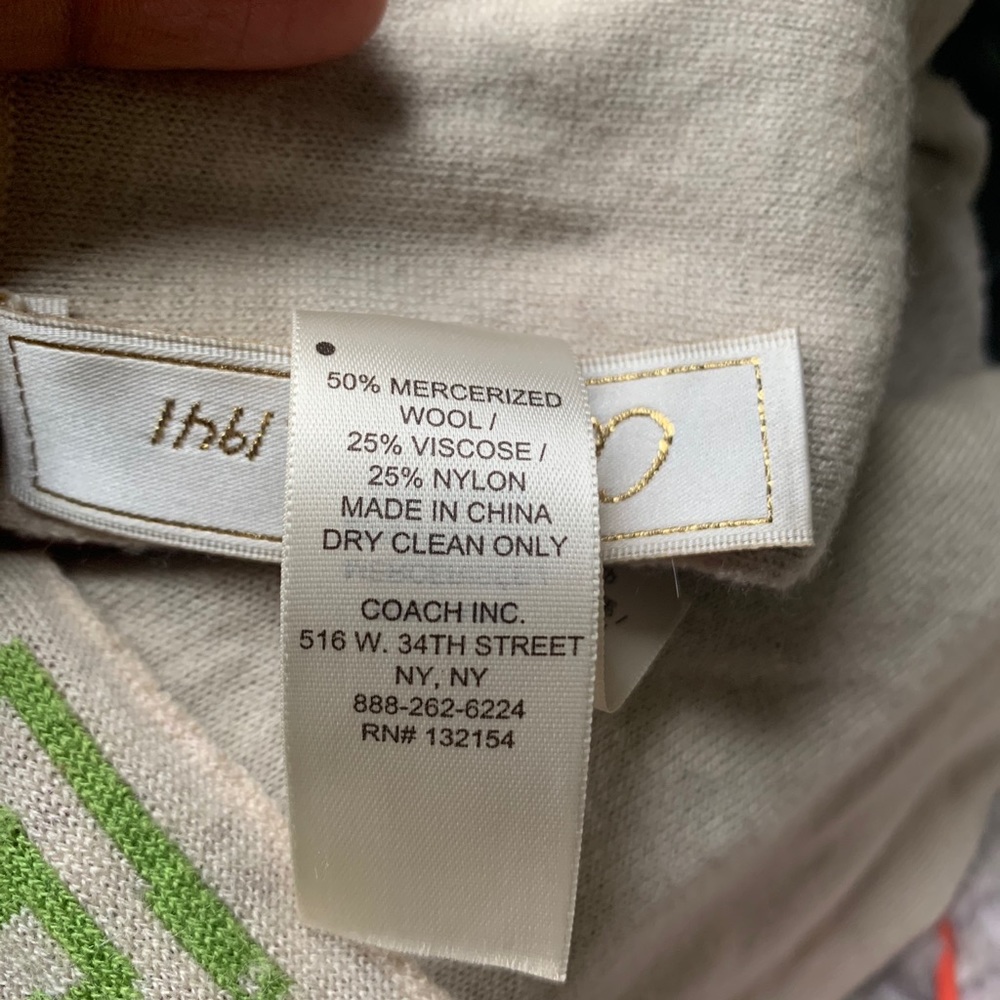 50% MERCERIZED
WOOL /
25% VISCOSE /
25% NYLON
MADE IN CHINA
DRY CLEAN ONLY
COACH INC.
516 W. 34TH STREET
NY, NY
888-262-6224
RN# 132154
1941